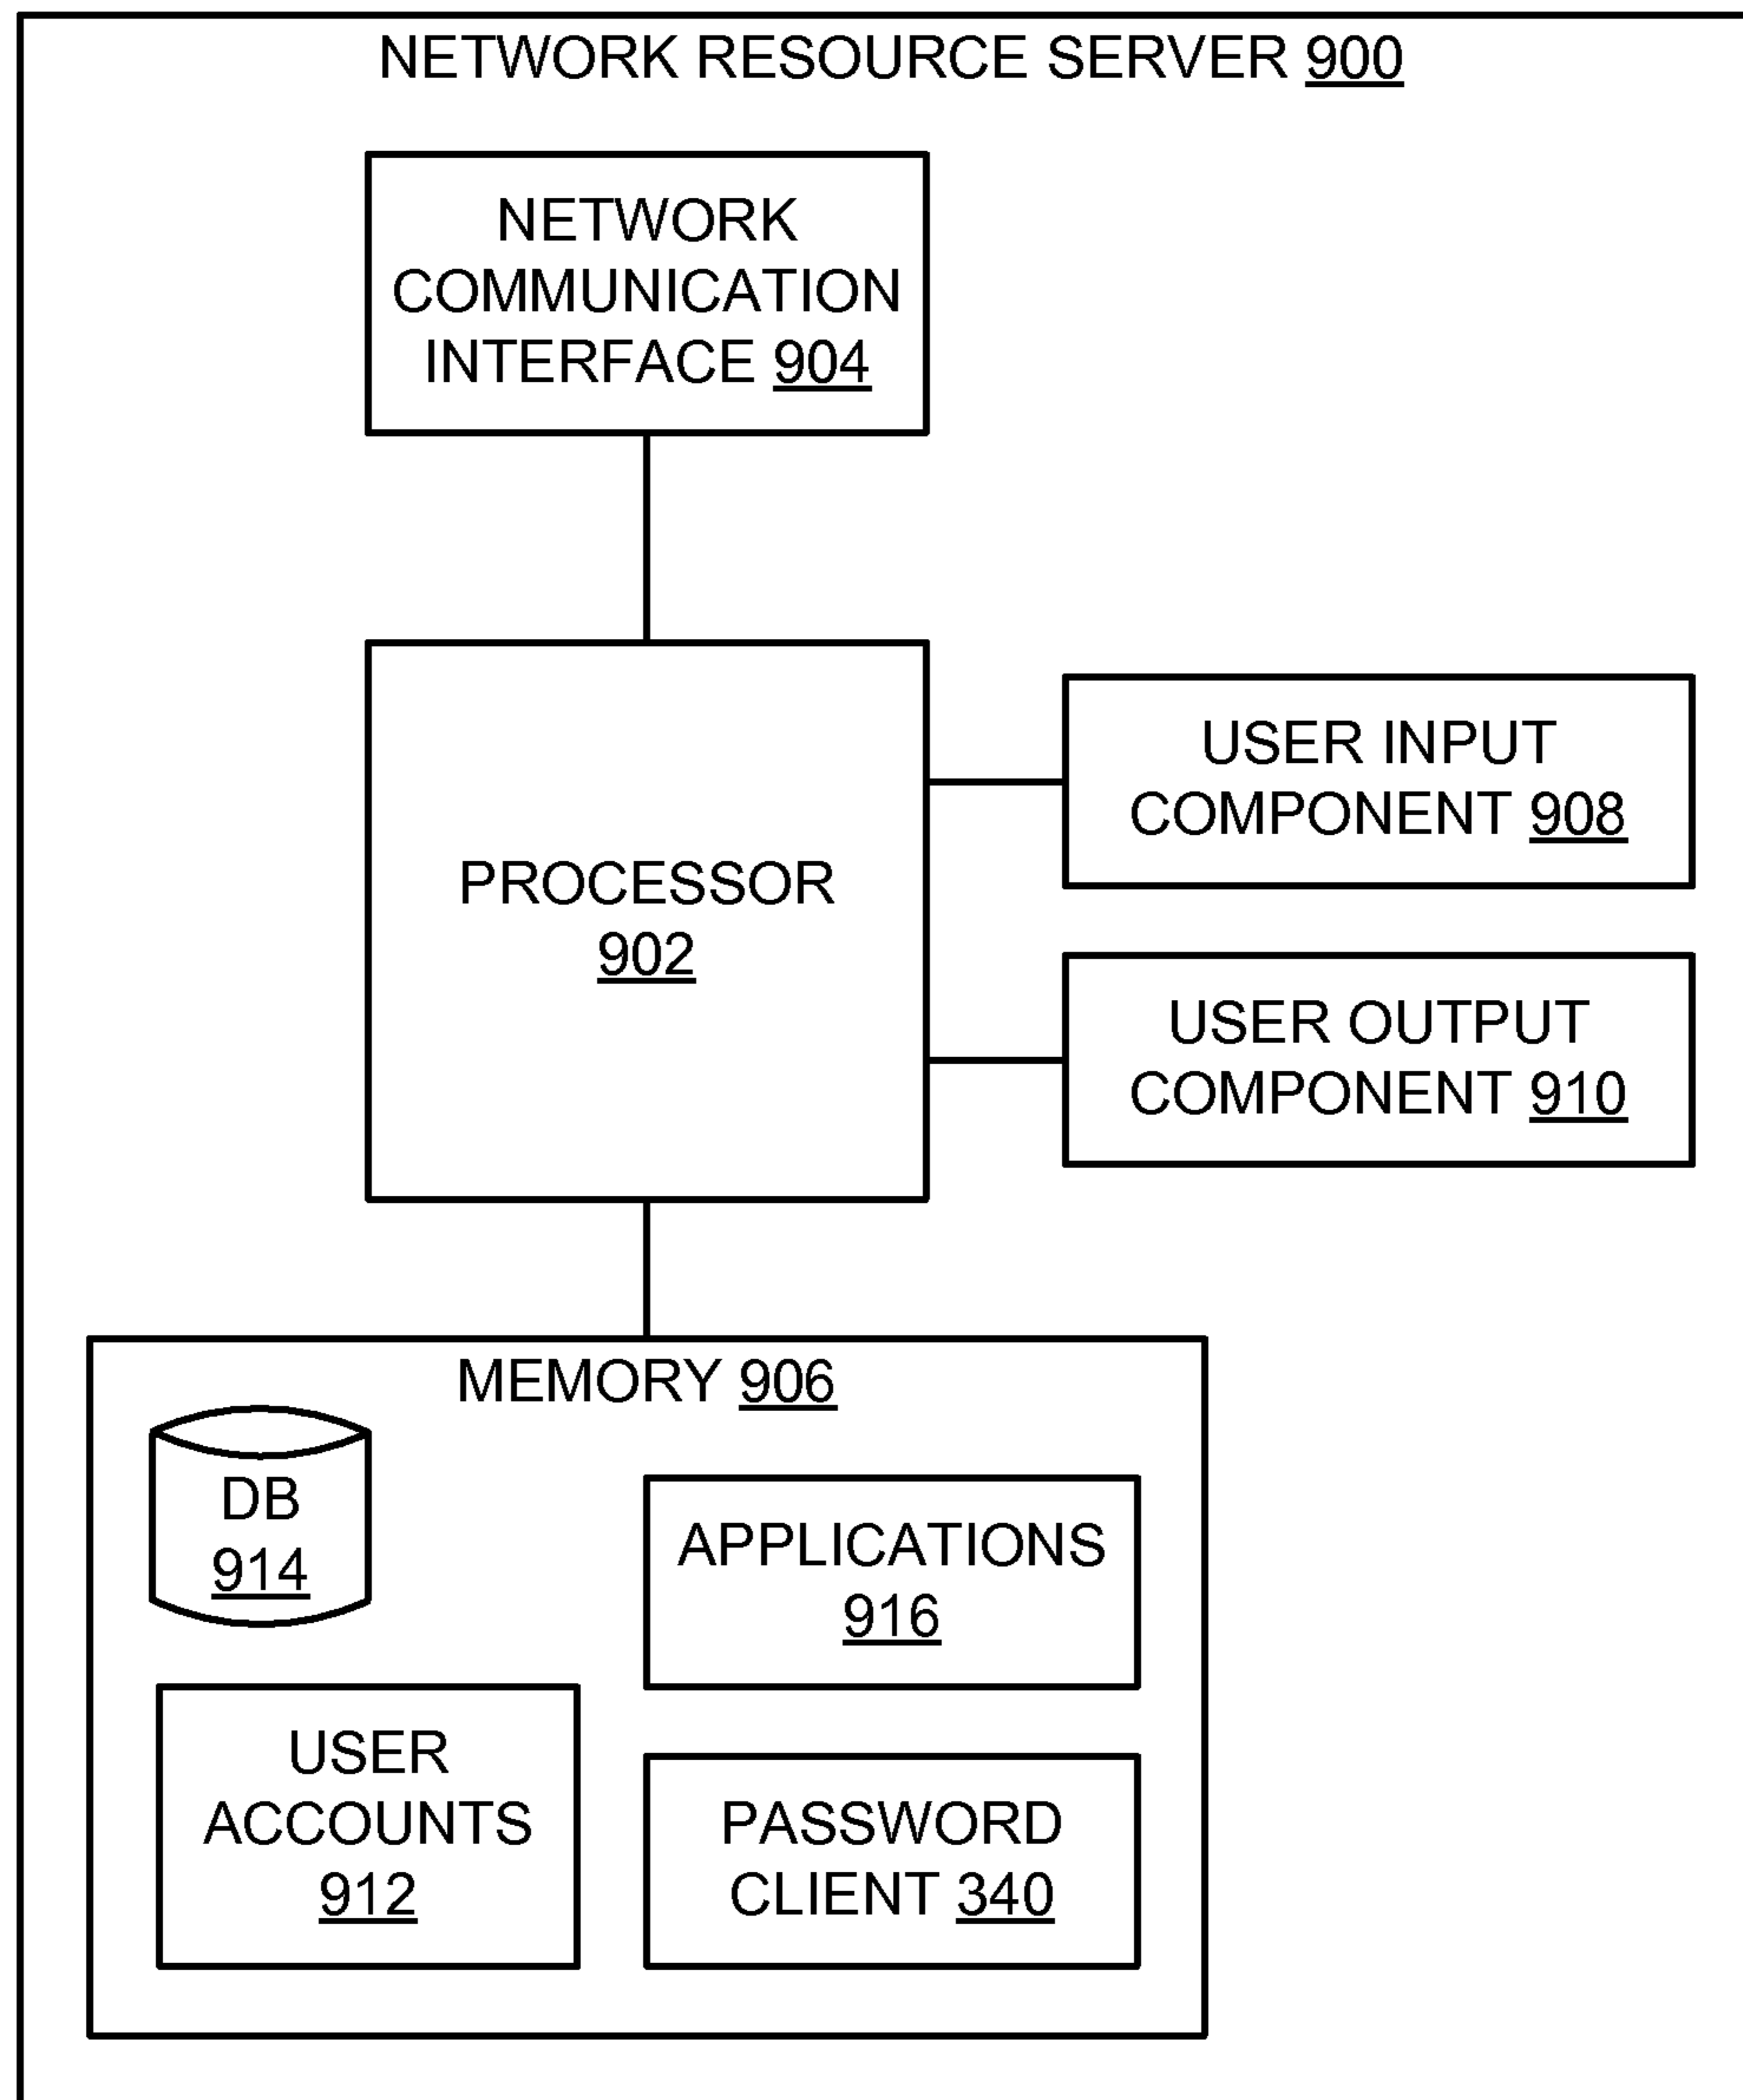 NETWORK RESOURCE SERVER 900
NETWORK
COMMUNICATION
INTERFACE 904
PROCESSOR
902
USER INPUT
COMPONENT 908
USER OUTPUT
COMPONENT 910
MEMORY 906
DB
914
APPLICATIONS
916
USER
ACCOUNTS
912
PASSWORD
CLIENT 340